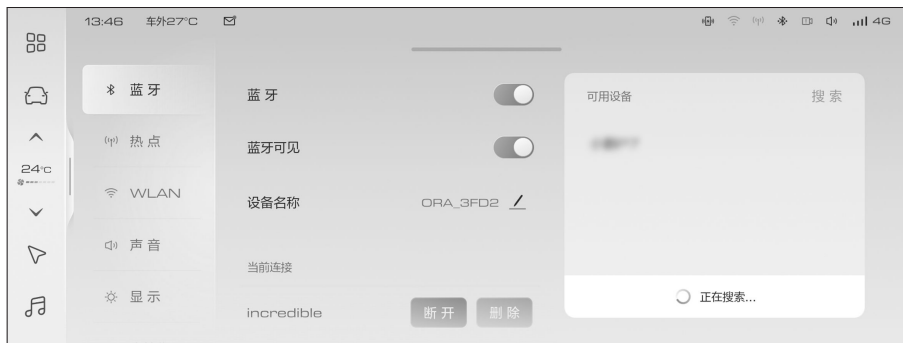 13:46 车外27°C
4G
24°C
蓝牙
热点
WLAN
声音
显示
蓝牙
蓝牙可见
设备名称 ORA_3FD2
当前连接
incredible 断开 删除
可用设备 搜索
正在搜索...